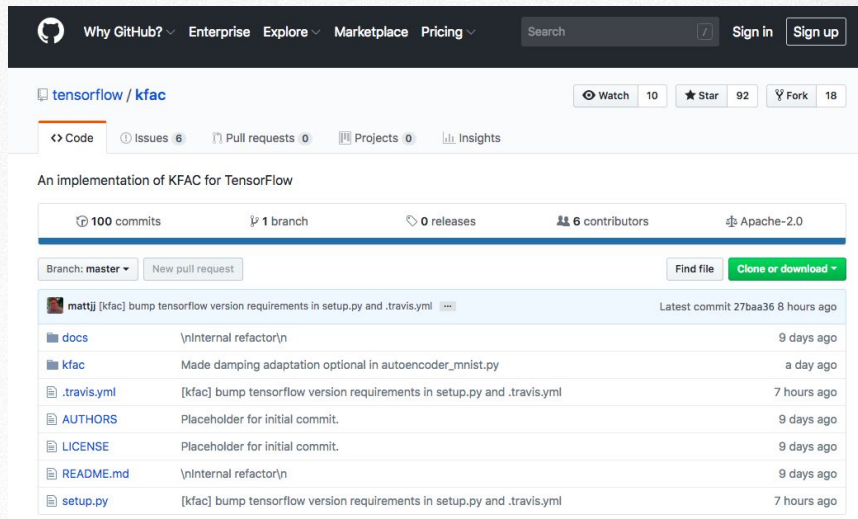 Why GitHub? Enterprise Explore Marketplace Pricing Search / Sign in Sign up
tensorflow / kfac Watch 10 Star 92 Fork 18
<> Code Issues 6 Pull requests 0 Projects 0 Insights
An implementation of KFAC for TensorFlow
100 commits 1 branch 0 releases 6 contributors Apache-2.0
Branch: master New pull request Find file Clone or download
mattjj [kfac] bump tensorflow version requirements in setup.py and .travis.yml ... Latest commit 27baa36 8 hours ago
docs \nInternal refactor\n 9 days ago
kfac Made damping adaptation optional in autoencoder_mnist.py a day ago
.travis.yml [kfac] bump tensorflow version requirements in setup.py and .travis.yml 7 hours ago
AUTHORS Placeholder for initial commit. 9 days ago
LICENSE Placeholder for initial commit. 9 days ago
README.md \nInternal refactor\n 9 days ago
setup.py [kfac] bump tensorflow version requirements in setup.py and .travis.yml 7 hours ago